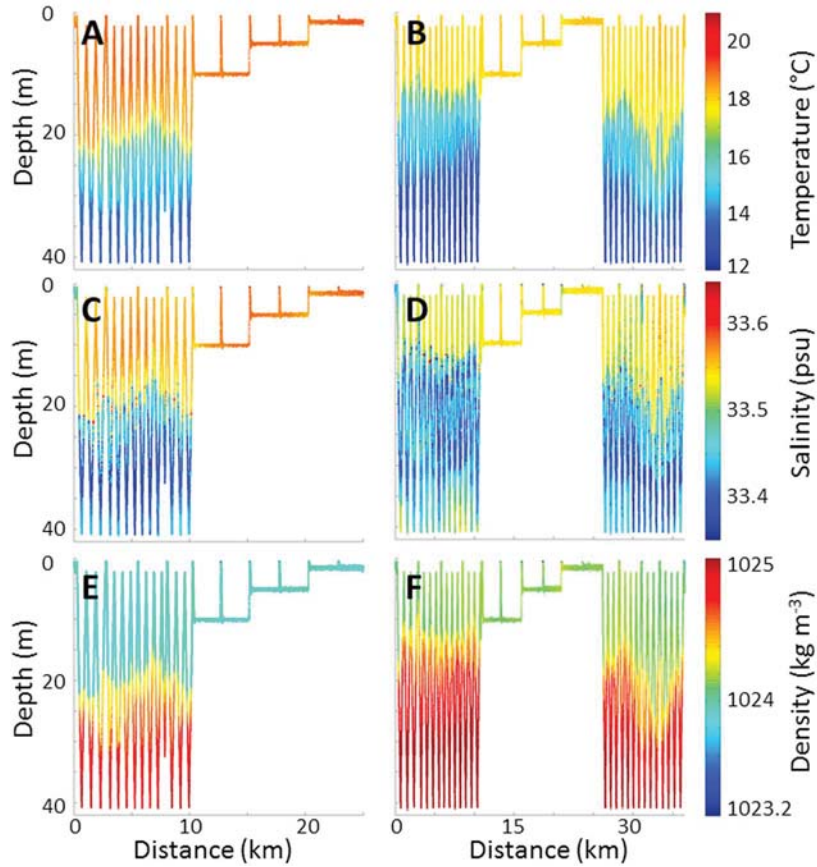 A
B
0
20
40
Depth (m)
20
18
16
14
12
Temperature (°C)
C
D
0
20
40
Depth (m)
33.6
33.5
33.4
Salinity (psu)
E
F
0
20
40
Depth (m)
1025
1024
1023.2
Density (kg m⁻³)
0
10
20
Distance (km)
0
15
30
Distance (km)